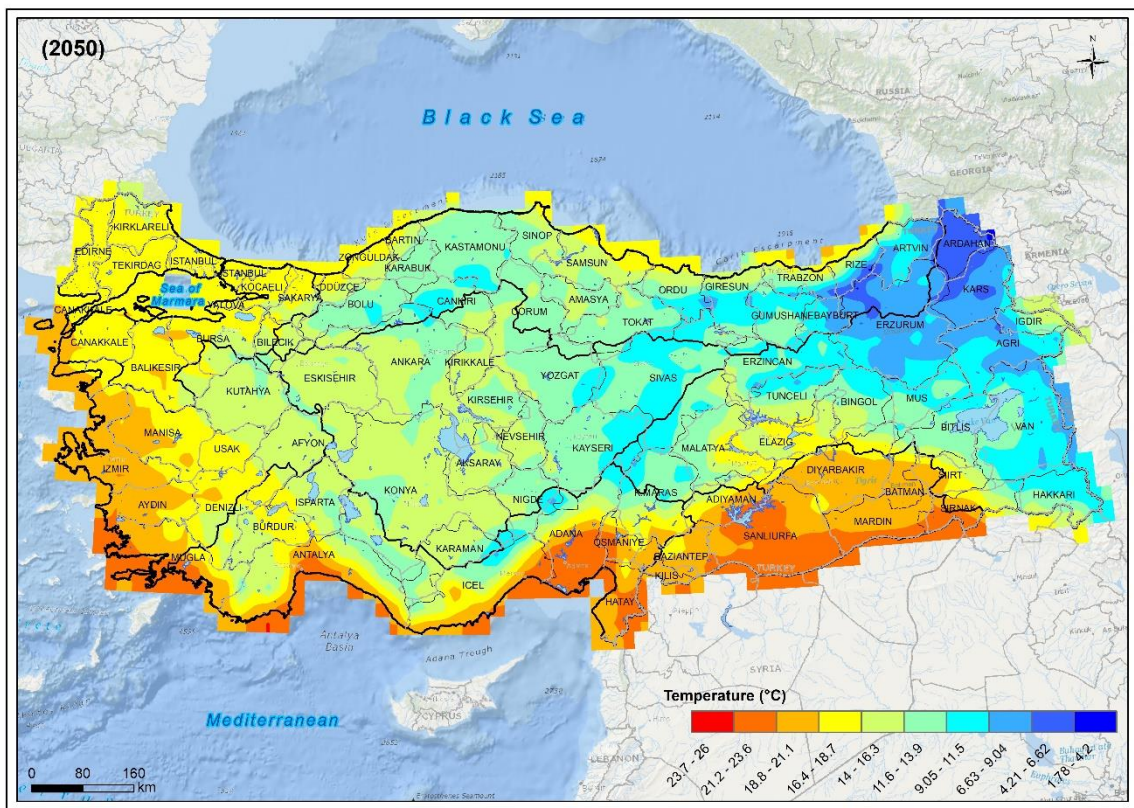 (2050)
N
Black Sea
RUSSIA
GEORGIA
ARMENIA
TURKEY
KIRKLARELI
EDIRNE
TEKIRDAG
ISTANBUL
ISTANBUL
KOCAELI
Sea of
Marmara
YALOVA
SAKARYA
DÜZCE
ZONGULDAK
BARTIN
KARABUK
KASTAMONU
SINOP
SAMSUN
BOLU
CANKIRI
CORUM
AMASYA
ORDU
GIRESUN
TRABZON
RIZE
ARTVIN
ARDAHAN
KARS
CANAKKALE
CANAKKALE
BALIKESIR
BURSA
BILECIK
ESKISEHIR
ANKARA
KIRIKKALE
YOZGAT
TOKAT
SIVAS
GUMUSHANE
BAYBURT
ERZURUM
ERZINCAN
AGRI
IGDIR
KUTAHYA
KIRSEHIR
TUNCELI
BINGOL
MUS
MANISA
USAK
AFYON
NEVSEHIR
AKSARAY
KAYSERI
MALATYA
ELAZIG
BITLIS
VAN
IZMIR
AYDIN
DENIZLI
ISPARTA
BURDUR
KONYA
NIGDE
K.MARAS
ADIYAMAN
DIYARBAKIR
Tigris
BATMAN
SIIRT
SIRNAK
HAKKARI
MUGLA
ANTALYA
KARAMAN
ICEL
ADANA
OSMANIYE
GAZIANTEP
KILIS
SANLIURFA
MARDIN
TURKEY
HATAY
Antalya
Basin
Adana Trough
CYPRUS
SYRIA
LEBANON
Mediterranean
Temperature (°C)
23.7 - 26
21.2 - 23.6
18.8 - 21.1
16.4 - 18.7
14 - 16.3
11.6 - 13.9
9.05 - 11.5
6.63 - 9.04
4.21 - 6.62
1.78 - 4.2
0 80 160
km